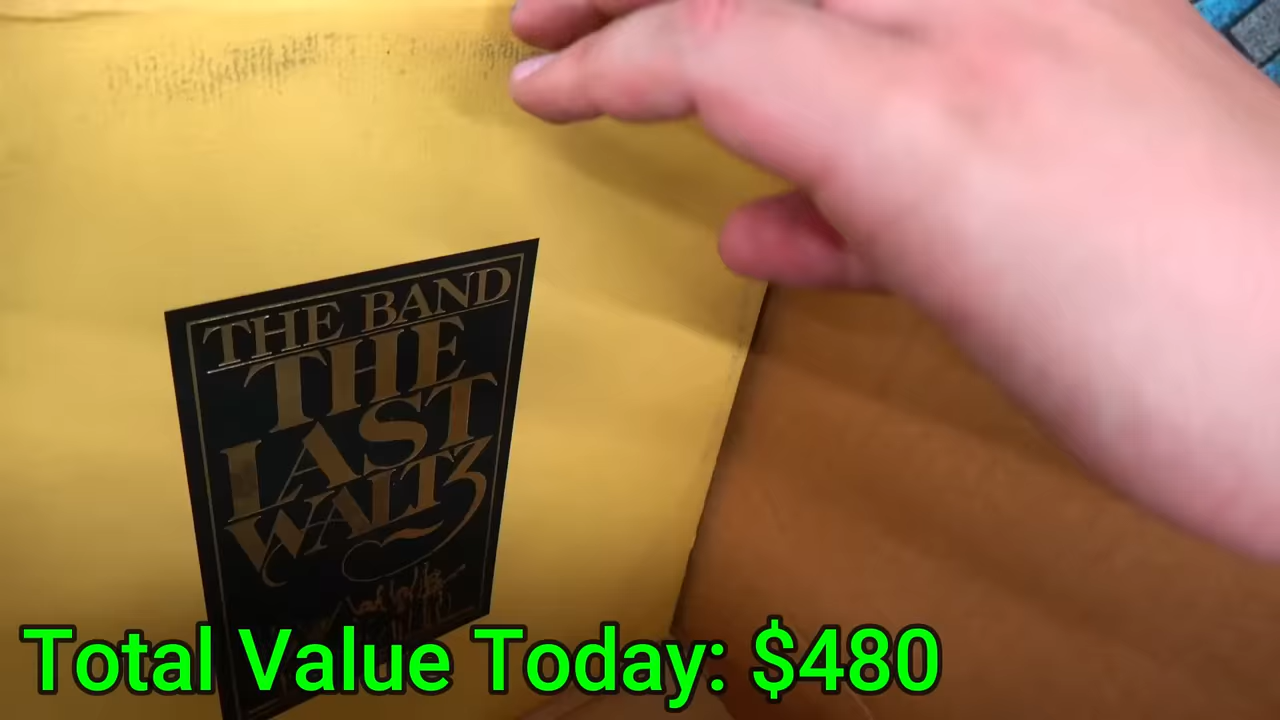 THE BAND
THE
LAST
WALTZ
Total Value Today: $480